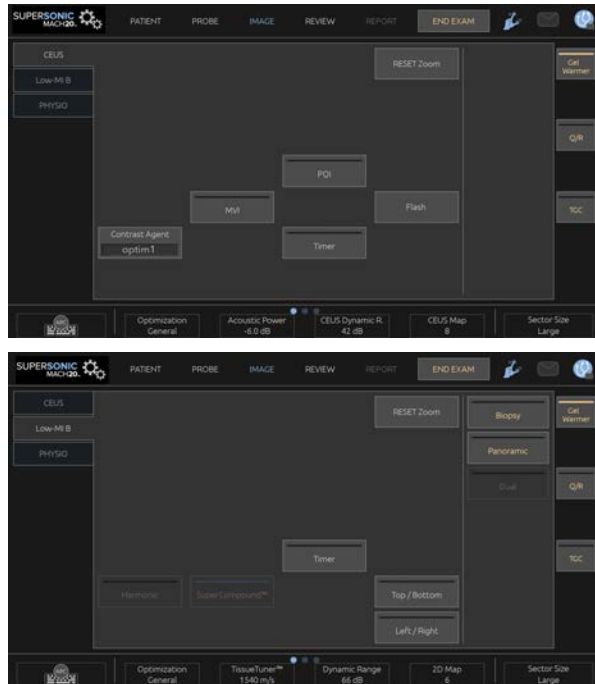 SUPERSONIC
MACH20.
PATIENT
PROBE
IMAGE
REVIEW
REPORT
END EXAM
CEUS
Low-MI B
PHYSIO
RESET Zoom
Gel
Warmer
Q/R
POI
MVI
Flash
TGC
Contrast Agent
optim1
Timer
ABC
Optimization
General
Acoustic Power
-6.0 dB
CEUS Dynamic R.
42 dB
CEUS Map
8
Sector Size
Large
SUPERSONIC
MACH20.
PATIENT
PROBE
IMAGE
REVIEW
REPORT
END EXAM
CEUS
Low-MI B
PHYSIO
RESET Zoom
Biopsy
Gel
Warmer
Panoramic
Dual
Q/R
Timer
TGC
Harmonic
SuperCompound™
Top / Bottom
Left / Right
ABC
Optimization
General
TissueTuner™
1540 m/s
Dynamic Range
66 dB
2D Map
6
Sector Size
Large